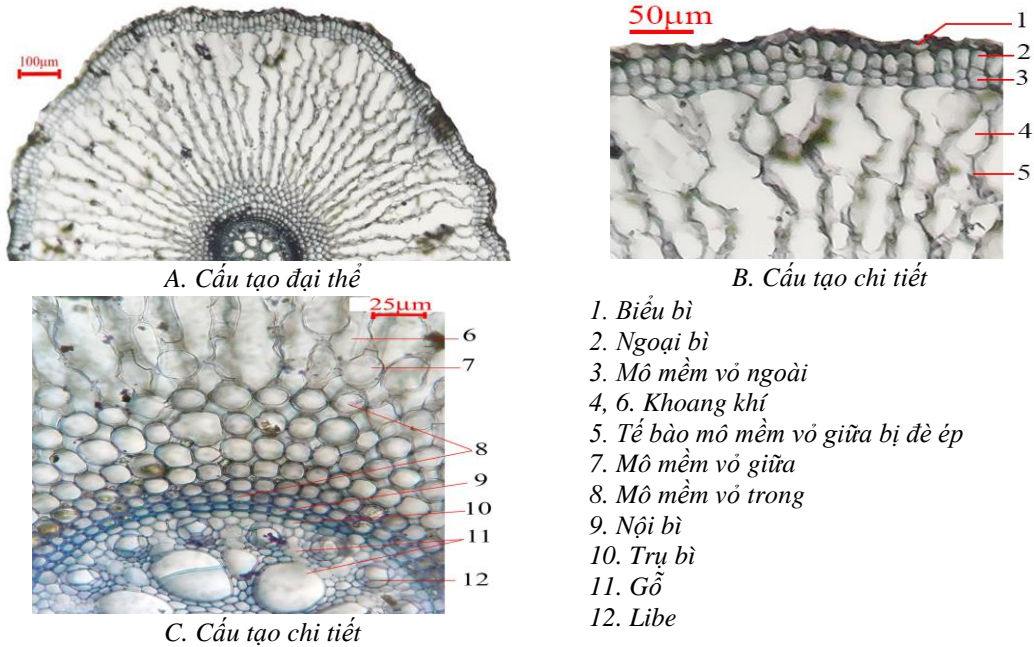 100µm
A. Cấu tạo đại thể
50µm
1
2
3
4
5
B. Cấu tạo chi tiết
25µm
6
7
8
9
10
11
12
C. Cấu tạo chi tiết
1. Biểu bì
2. Ngoại bì
3. Mô mềm vỏ ngoài
4, 6. Khoang khí
5. Tế bào mô mềm vỏ giữa bị đè ép
7. Mô mềm vỏ giữa
8. Mô mềm vỏ trong
9. Nội bì
10. Trụ bì
11. Gỗ
12. Libe